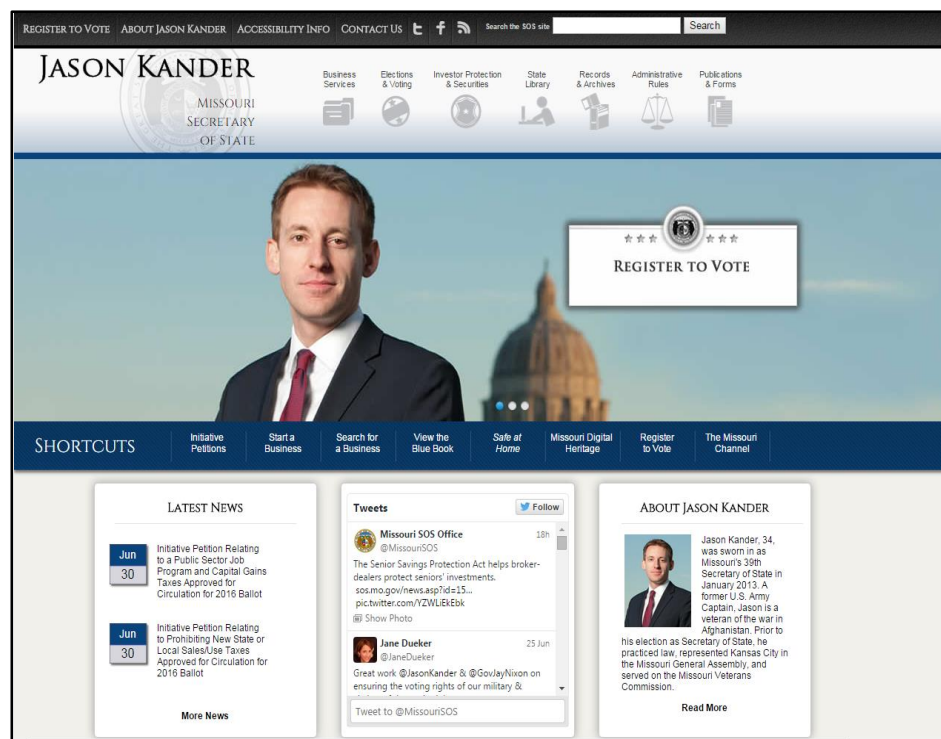 REGISTER TO VOTE ABOUT JASON KANDER ACCESSIBILITY INFO CONTACT US Search the SOS site Search
JASON KANDER
MISSOURI
SECRETARY
OF STATE
Business
Services
Elections
& Voting
Investor Protection
& Securities
State
Library
Records
& Archives
Administrative
Rules
Publications
& Forms
REGISTER TO VOTE
SHORTCUTS
Initiative
Petitions
Start a
Business
Search for
a Business
View the
Blue Book
Safe at
Home
Missouri Digital
Heritage
Register
to Vote
The Missouri
Channel
LATEST NEWS
Jun
30
Initiative Petition Relating
to a Public Sector Job
Program and Capital Gains
Taxes Approved for
Circulation for 2016 Ballot
Jun
30
Initiative Petition Relating
to Prohibiting New State or
Local Sales/Use Taxes
Approved for Circulation for
2016 Ballot
More News
Tweets
Follow
Missouri SOS Office 18h
@MissouriSOS
The Senior Savings Protection Act helps broker-
dealers protect seniors' investments.
sos.mo.gov/news.asp?id=15...
pic.twitter.com/YZWLiEkEbk
Show Photo
Jane Dueker 25 Jun
@JaneDueker
Great work @JasonKander & @GovJayNixon on
ensuring the voting rights of our military &
Tweet to @MissouriSOS
ABOUT JASON KANDER
Jason Kander, 34,
was sworn in as
Missouri's 39th
Secretary of State in
January 2013. A
former U.S. Army
Captain, Jason is a
veteran of the war in
Afghanistan. Prior to
his election as Secretary of State, he
practiced law, represented Kansas City in
the Missouri General Assembly, and
served on the Missouri Veterans
Commission.
Read More